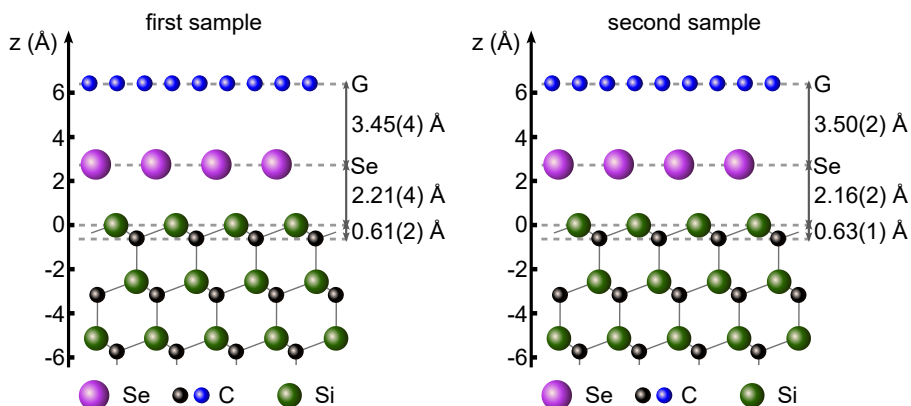 first sample
z (Å)
6
4
2
0
-2
-4
-6
G
3.45(4) Å
Se
2.21(4) Å
0.61(2) Å
Se
C
Si
second sample
z (Å)
6
4
2
0
-2
-4
-6
G
3.50(2) Å
Se
2.16(2) Å
0.63(1) Å
Se
C
Si